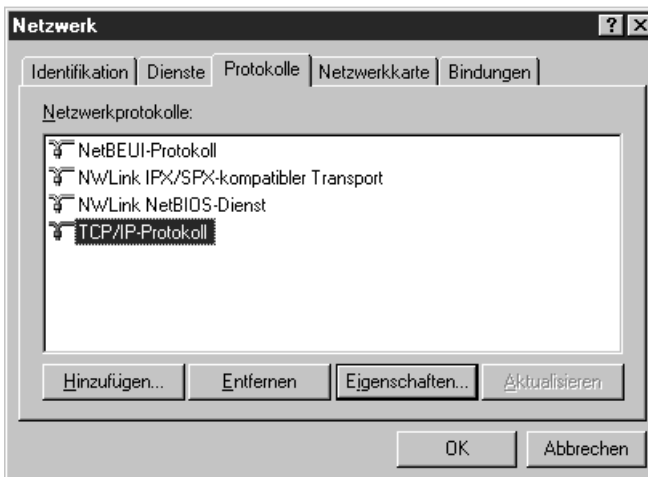 Netzwerk
Identifikation Dienste Protokolle Netzwerkkarte Bindungen
Netzwerkprotokolle:
NetBEUI-Protokoll
NWLink IPX/SPX-kompatibler Transport
NWLink NetBIOS-Dienst
TCP/IP-Protokoll
Hinzufügen... Entfernen Eigenschaften... Aktualisieren
OK Abbrechen